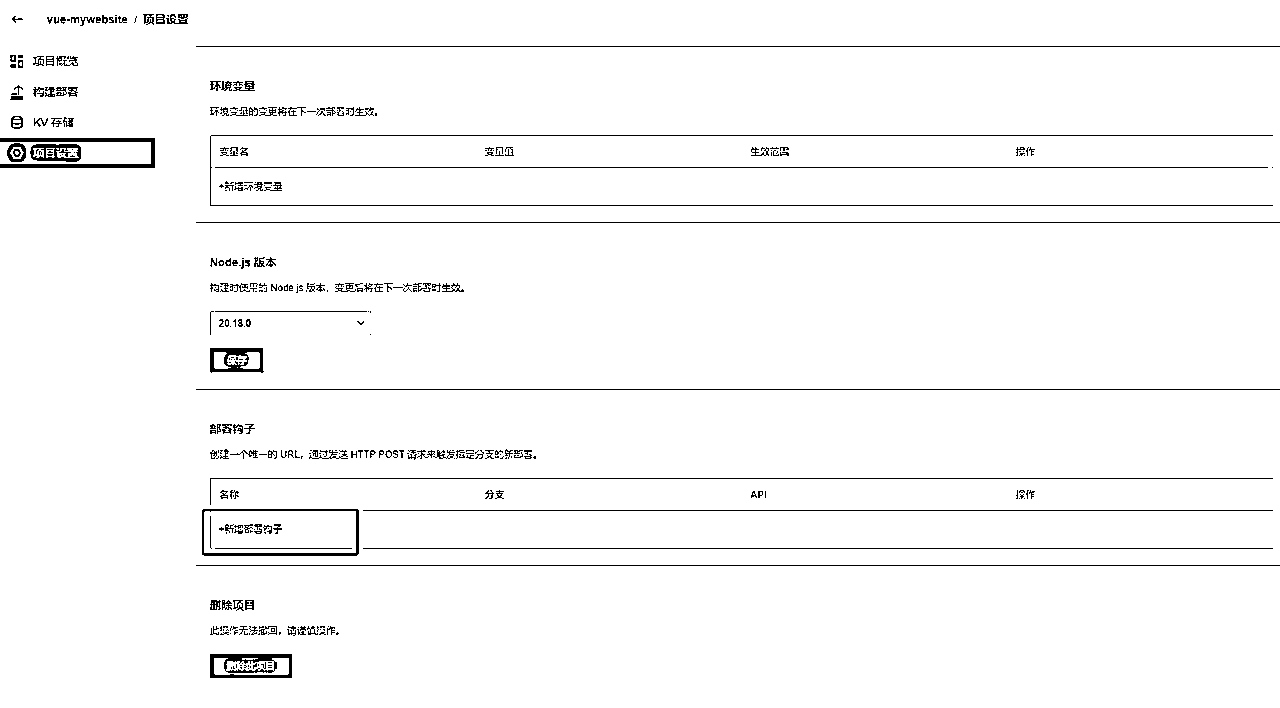 vue-mywebsite / 项目设置
项目概览
构建部署
KV 存储
项目设置
环境变量
环境变量的变更将在下一次部署时生效。
变量名 变量值 生效范围 操作
+新增环境变量
Node.js 版本
构建时使用的 Node.js 版本，变更后将在下一次部署时生效。
20.18.0
保存
部署钩子
创建一个唯一的 URL，通过发送 HTTP POST 请求来触发指定分支的新部署。
名称 分支 API 操作
+新增部署钩子
删除项目
此操作无法撤回，请谨慎操作。
删除此项目